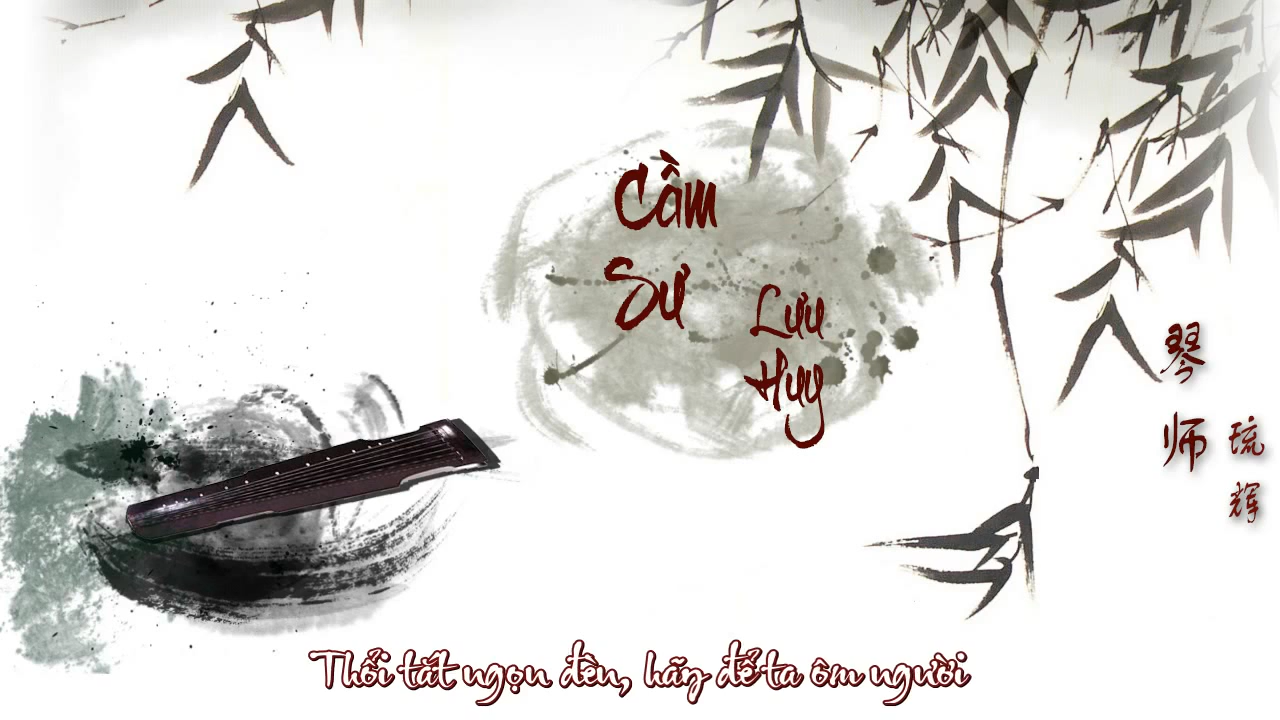 Cầm
Sư
Lưu
Huy
琴
师
琉
辉
Thổi tắt ngọn đèn, hãy để ta ôm người